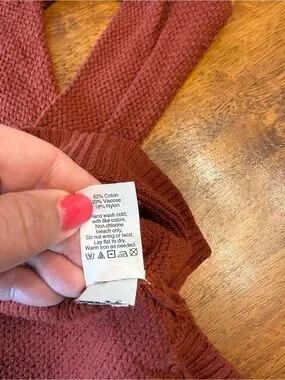 62% Coton
20% Viscose
18% Nylon
Hand wash cold,
with like colors.
Non chlorine
bleach only.
Do not wring or twist.
Lay flat to dry.
Warm iron as needed.